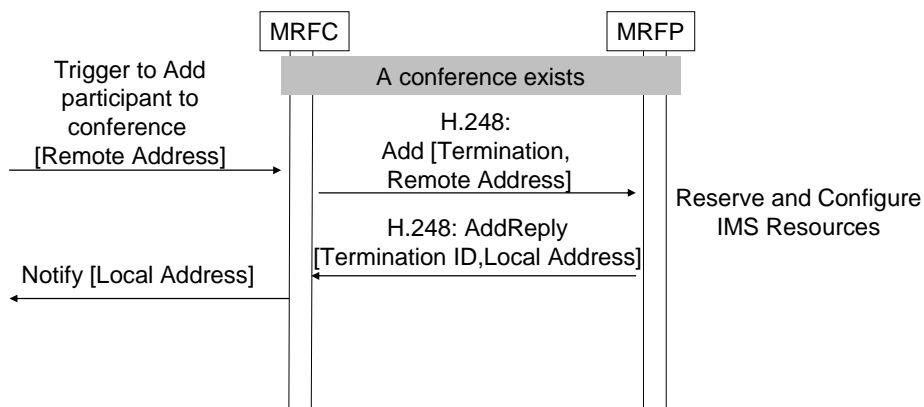 MRFC
MRFP
A conference exists
Trigger to Add
participant to
conference
[Remote Address]
H.248:
Add [Termination,
Remote Address]
Reserve and Configure
IMS Resources
H.248: AddReply
[Termination ID,Local Address]
Notify [Local Address]